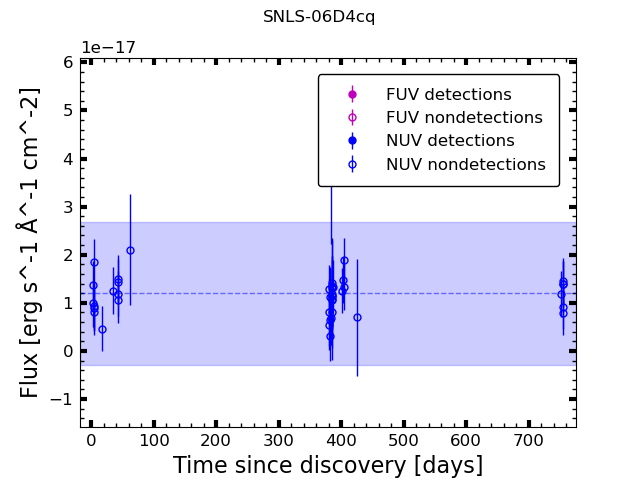 SNLS-06D4cq
1e−17
FUV detections
FUV nondetections
NUV detections
NUV nondetections
6
5
4
3
2
1
0
−1
Flux [erg s^-1 Å^-1 cm^-2]
0 100 200 300 400 500 600 700
Time since discovery [days]